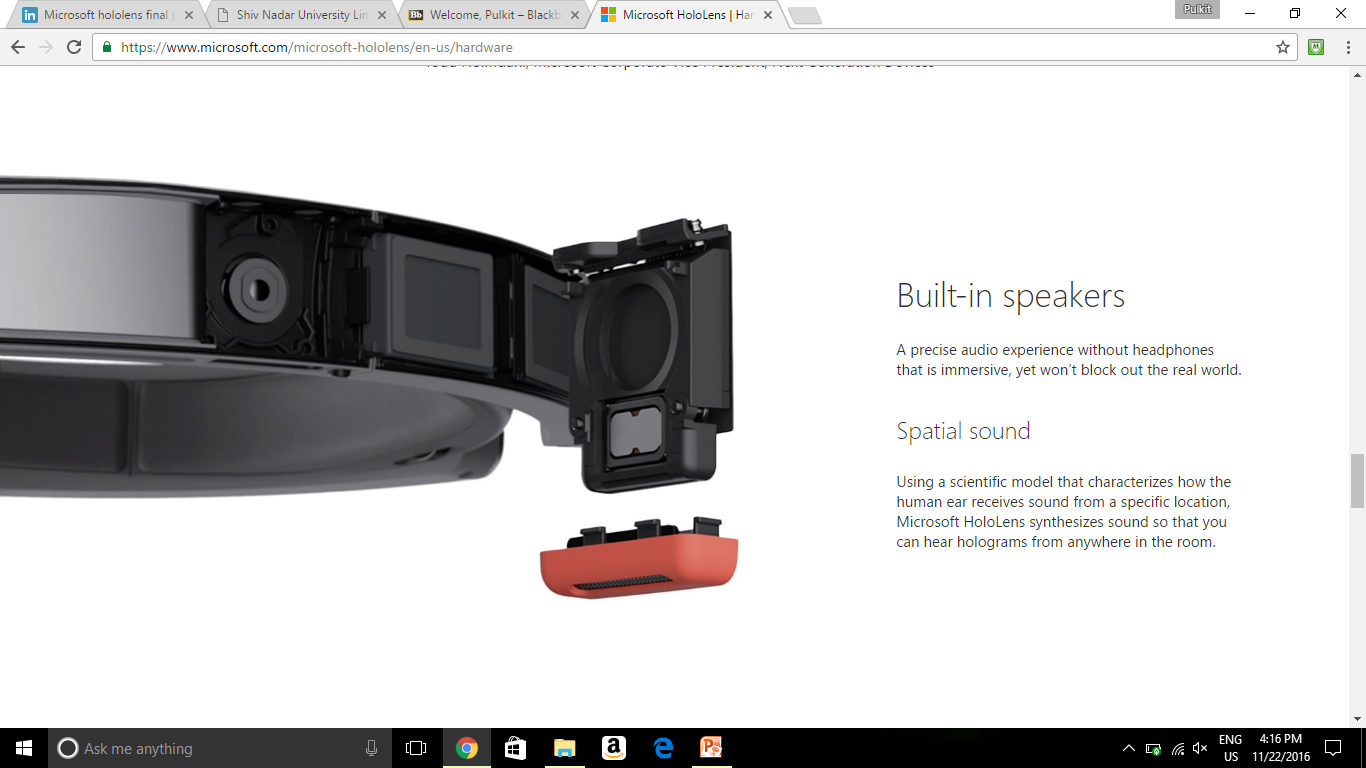 Microsoft hololens final p
Shiv Nadar University Lin
Bb
Welcome, Pulkit – Blackb
Microsoft HoloLens | Har
Pulkit
https://www.microsoft.com/microsoft-hololens/en-us/hardware
Built-in speakers
A precise audio experience without headphones
that is immersive, yet won't block out the real world.
Spatial sound
Using a scientific model that characterizes how the
human ear receives sound from a specific location,
Microsoft HoloLens synthesizes sound so that you
can hear holograms from anywhere in the room.
Ask me anything
ENG
US
4:16 PM
11/22/2016